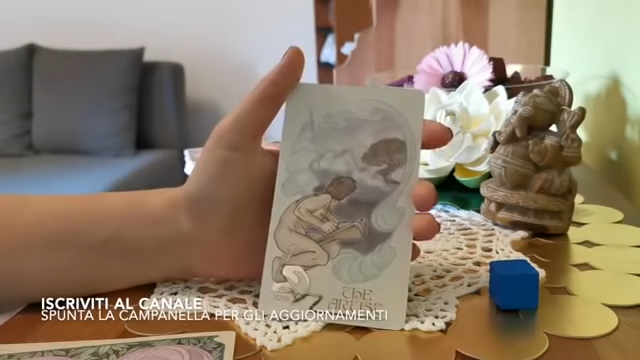 THE
ARTIST
ISCRIVITI AL CANALE
SPUNTA LA CAMPANELLA PER GLI AGGIORNAMENTI